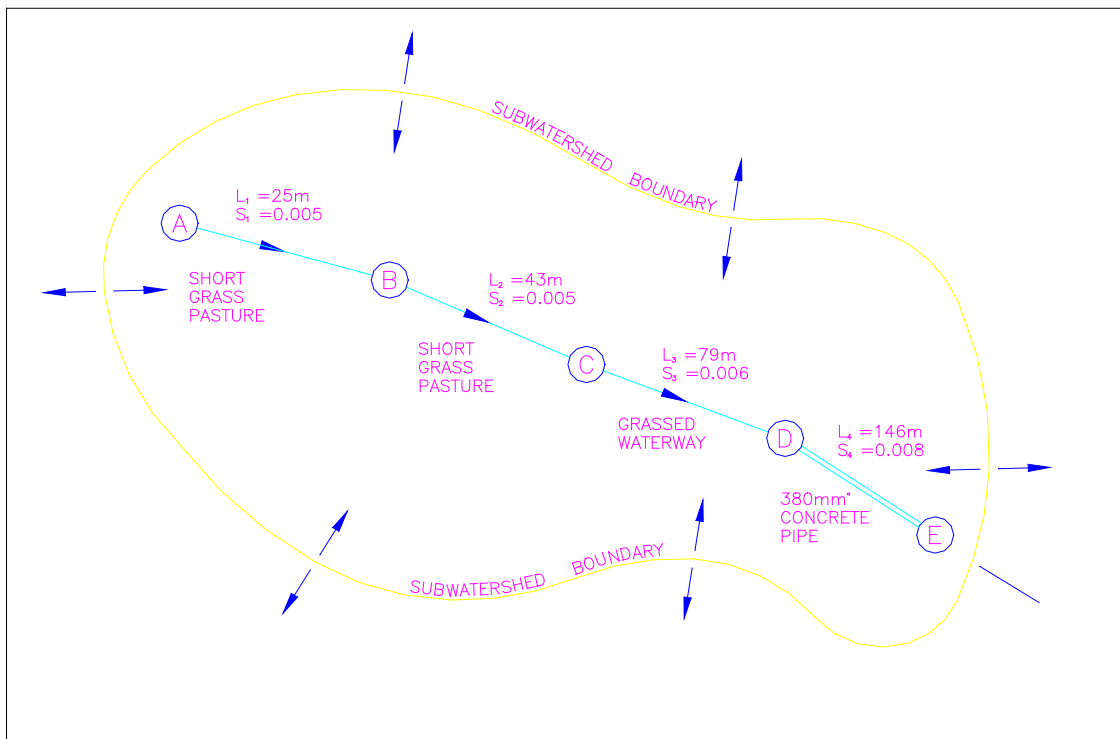 SUBWATERSHED BOUNDARY
L₁ =25m
S₁ =0.005
A
SHORT
GRASS
PASTURE
B
L₂ =43m
S₂ =0.005
SHORT
GRASS
PASTURE
C
L₃ =79m
S₃ =0.006
GRASSED
WATERWAY
D
L₄ =146m
S₄ =0.008
380mm°
CONCRETE
PIPE
E
SUBWATERSHED BOUNDARY